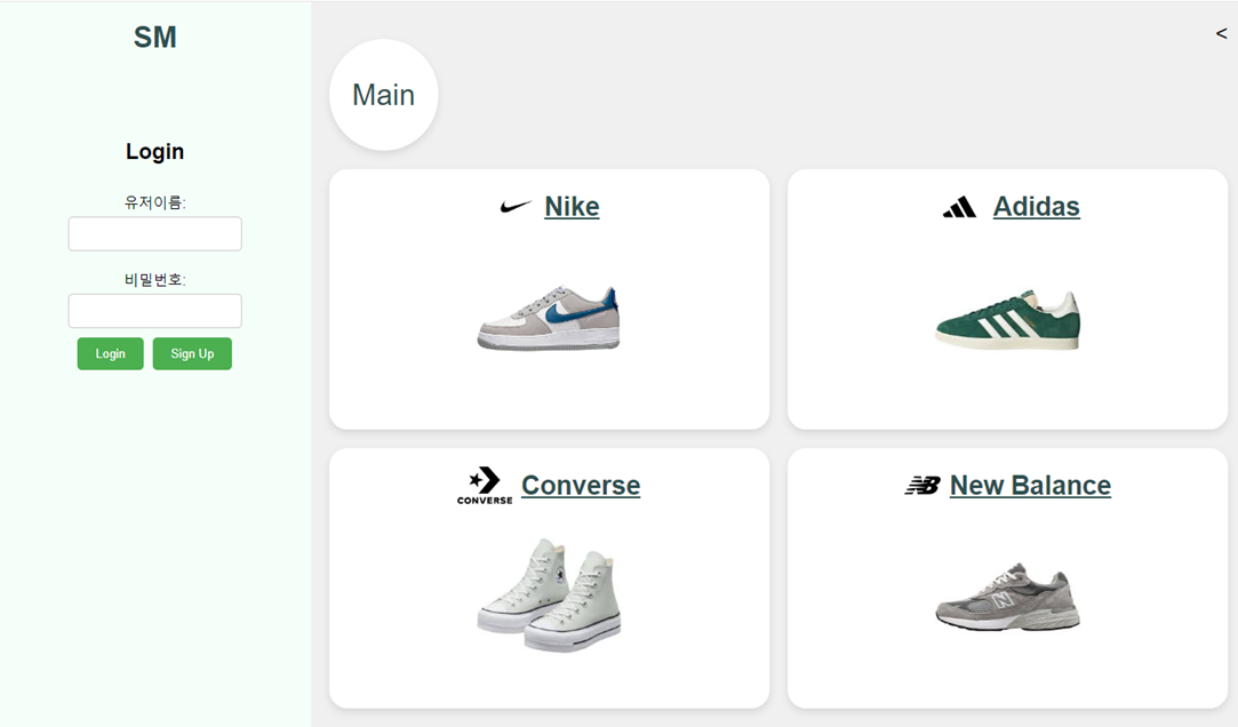 SM
Login
유저이름:
비밀번호:
Login
Sign Up
<
Main
Nike
Adidas
CONVERSE
Converse
New Balance